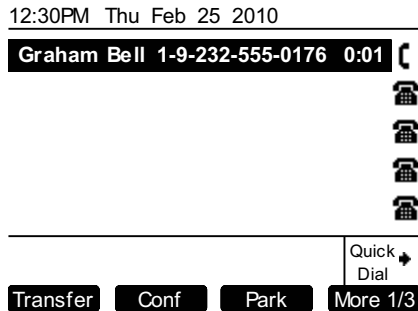 12:30PM Thu Feb 25 2010
Graham Bell 1-9-232-555-0176 0:01
Quick
Dial
Transfer Conf Park More 1/3